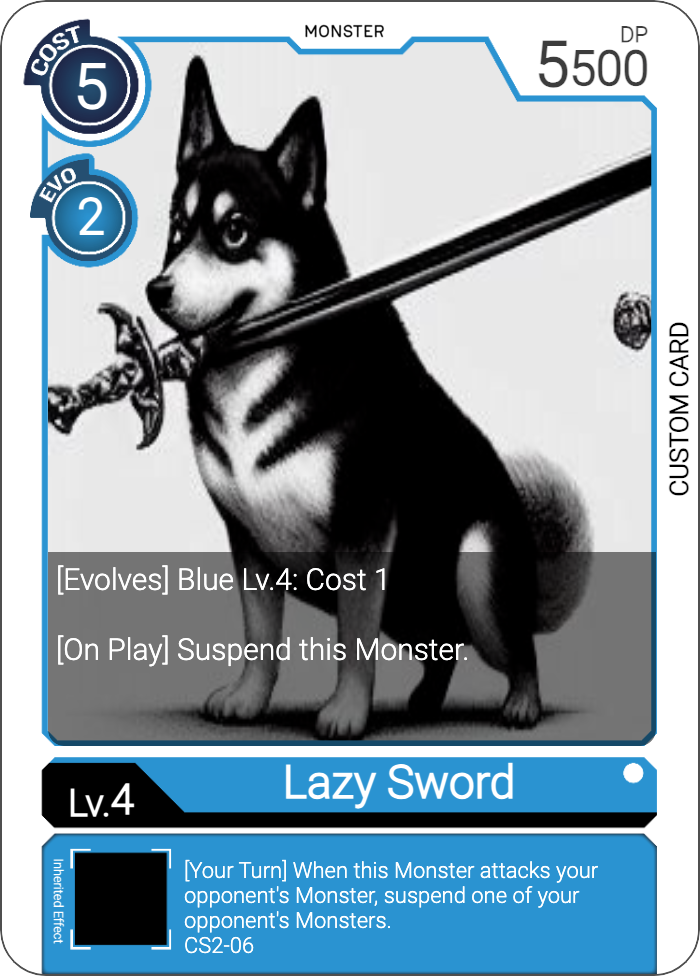 MONSTER
COST
5
DP
5500
EVO
2
CUSTOM CARD
[Evolves] Blue Lv.4: Cost 1
[On Play] Suspend this Monster.
Lazy Sword
Lv.4
Inherited Effect
[Your Turn] When this Monster attacks your
opponent's Monster, suspend one of your
opponent's Monsters.
CS2-06